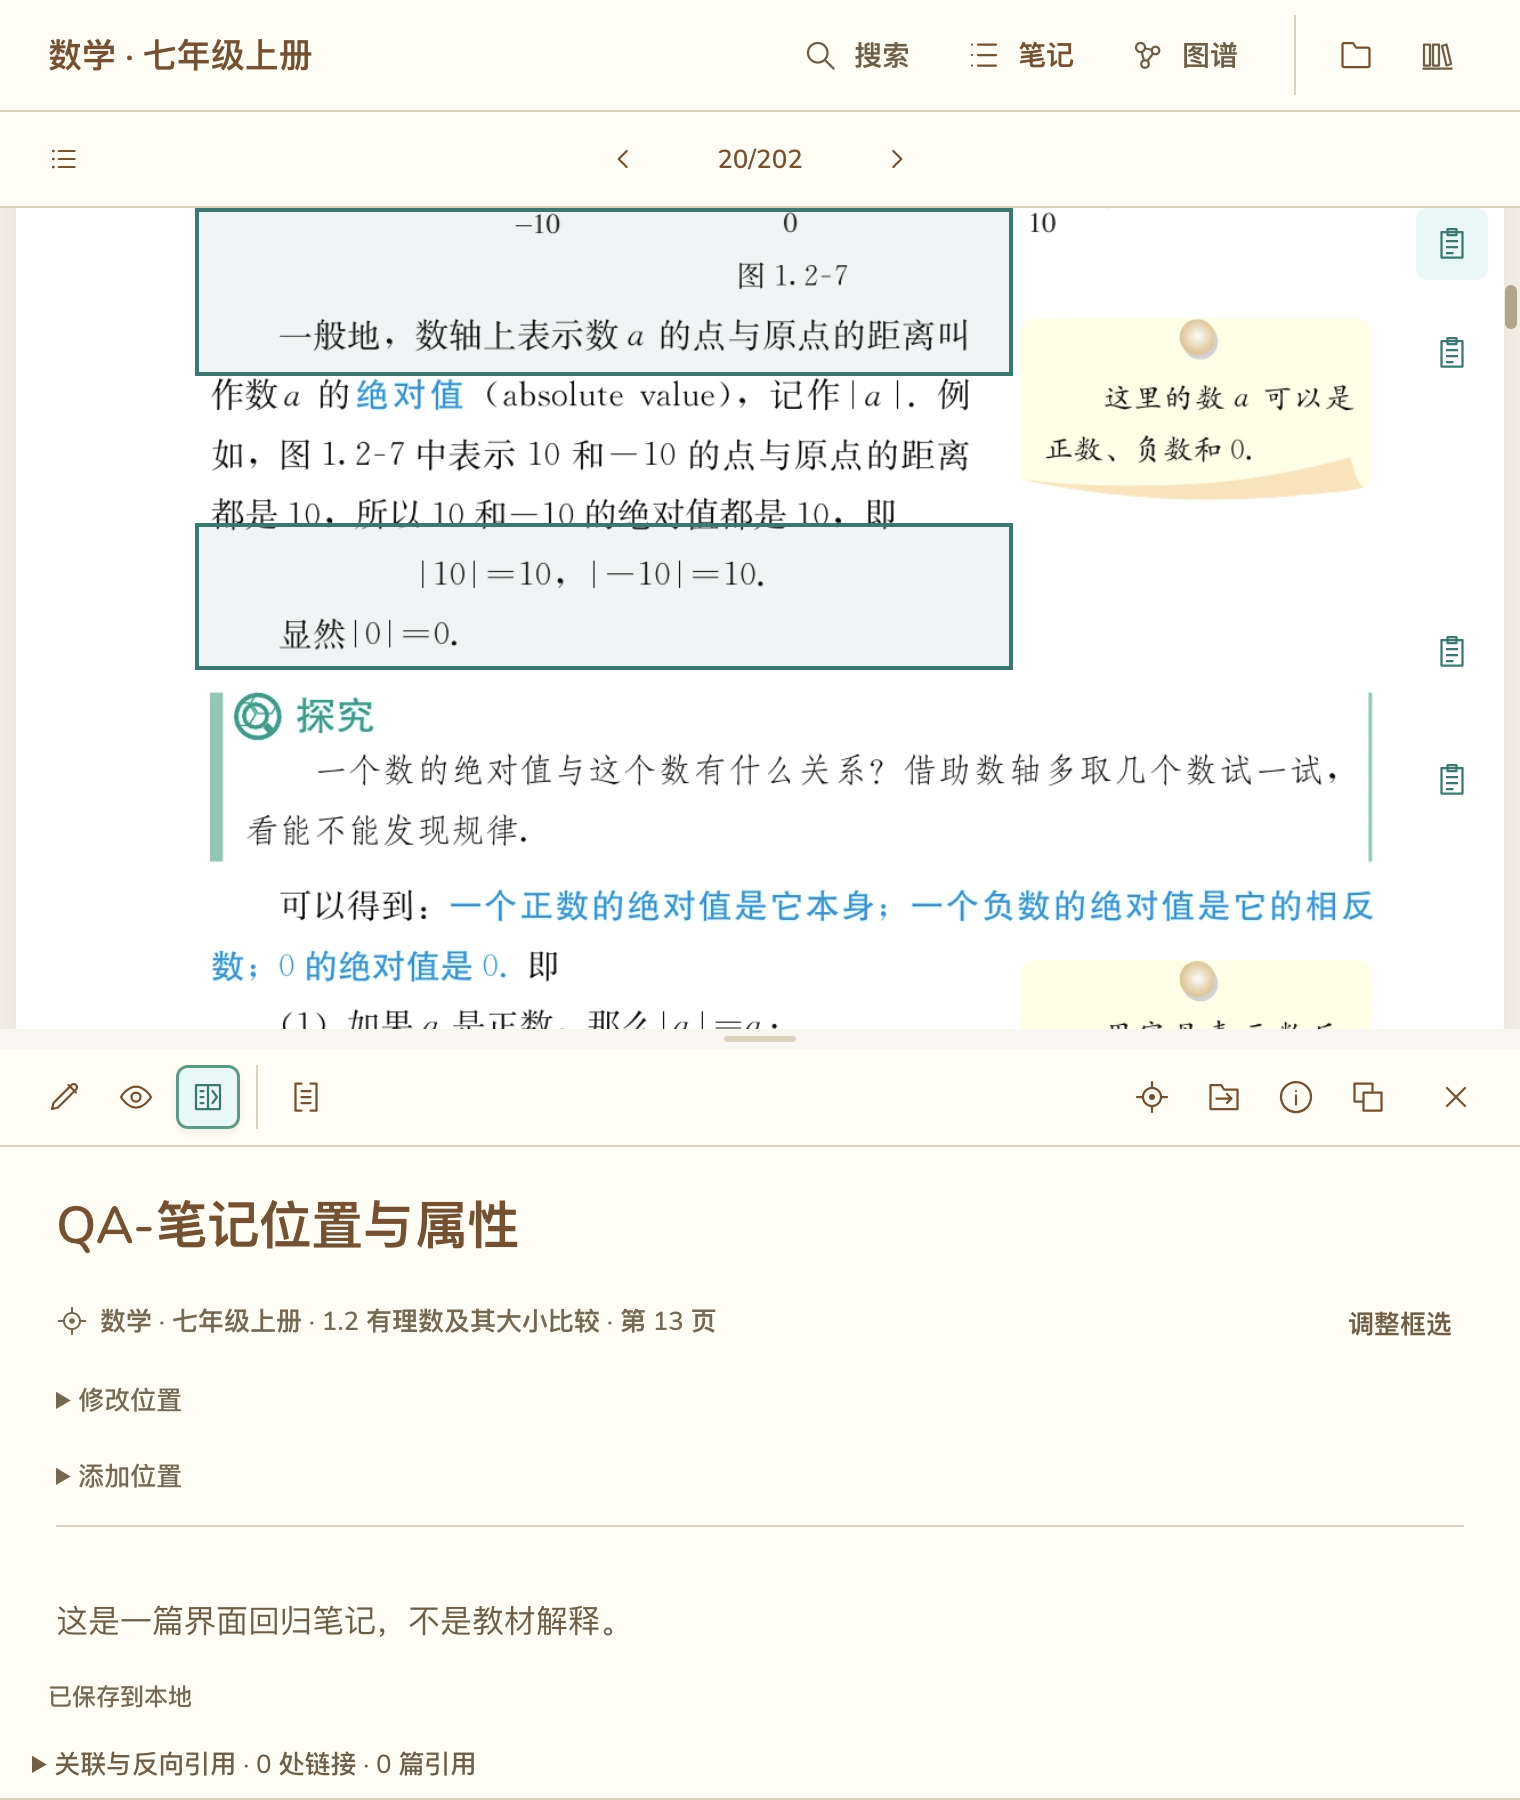 数学 · 七年级上册
搜索
笔记
图谱
20/202
−10
0
10
图 1.2-7
一般地，数轴上表示数 a 的点与原点的距离叫
作数 a 的绝对值（absolute value），记作|a|．例
如，图 1.2-7 中表示 10 和－10 的点与原点的距离
都是 10，所以 10 和－10 的绝对值都是 10，即
|10|＝10，|－10|＝10．
显然|0|＝0．
这里的数 a 可以是
正数、负数和 0．
探究
一个数的绝对值与这个数有什么关系？借助数轴多取几个数试一试，
看能不能发现规律．
可以得到：一个正数的绝对值是它本身；一个负数的绝对值是它的相反
数；0 的绝对值是 0．即
(1) 如果 a 是正数，那么|a|＝a；
QA-笔记位置与属性
数学 · 七年级上册 · 1.2 有理数及其大小比较 · 第 13 页
调整框选
修改位置
添加位置
这是一篇界面回归笔记，不是教材解释。
已保存到本地
关联与反向引用 · 0 处链接 · 0 篇引用